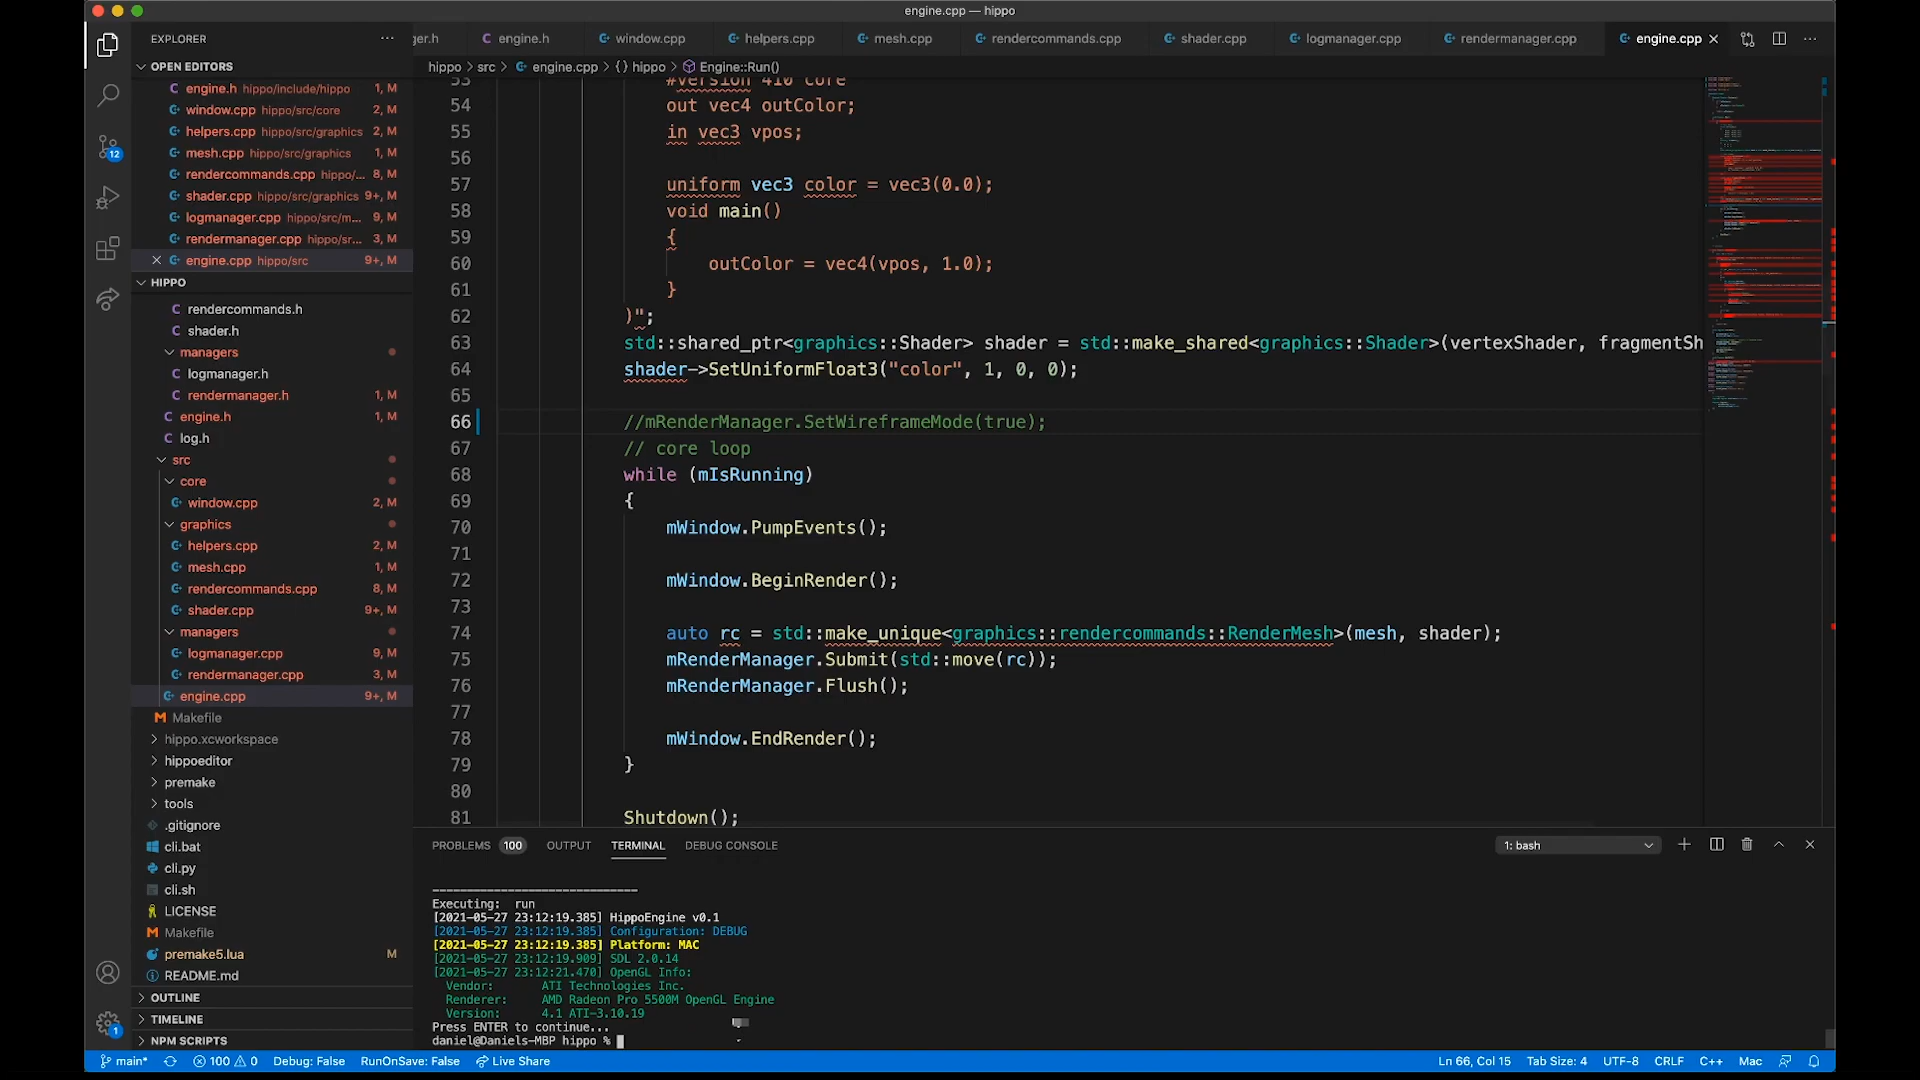 engine.cpp — hippo
EXPLORER
ger.h
engine.h
window.cpp
helpers.cpp
mesh.cpp
rendercommands.cpp
shader.cpp
logmanager.cpp
rendermanager.cpp
engine.cpp
OPEN EDITORS
hippo > src > engine.cpp > {} hippo > Engine::Run()
engine.h hippo/include/hippo 1, M
window.cpp hippo/src/core 2, M
helpers.cpp hippo/src/graphics 2, M
mesh.cpp hippo/src/graphics 1, M
rendercommands.cpp hippo/... 8, M
shader.cpp hippo/src/graphics 9+, M
logmanager.cpp hippo/src/m... 9, M
rendermanager.cpp hippo/sr... 3, M
engine.cpp hippo/src 9+, M
HIPPO
rendercommands.h
shader.h
managers
logmanager.h
rendermanager.h 1, M
engine.h 1, M
log.h
src
core
window.cpp 2, M
graphics
helpers.cpp 2, M
mesh.cpp 1, M
rendercommands.cpp 8, M
shader.cpp 9+, M
managers
logmanager.cpp 9, M
rendermanager.cpp 3, M
engine.cpp 9+, M
Makefile
hippo.xcworkspace
hippoeditor
premake
tools
.gitignore
cli.bat
cli.py
cli.sh
LICENSE
Makefile
premake5.lua M
README.md
OUTLINE
TIMELINE
NPM SCRIPTS
12
1
53 #version 410 core
54 out vec4 outColor;
55 in vec3 vpos;
56
57 uniform vec3 color = vec3(0.0);
58 void main()
59 {
60 outColor = vec4(vpos, 1.0);
61 }
62 )";
63 std::shared_ptr<graphics::Shader> shader = std::make_shared<graphics::Shader>(vertexShader, fragmentSh
64 shader->SetUniformFloat3("color", 1, 0, 0);
65
66 //mRenderManager.SetWireframeMode(true);
67 // core loop
68 while (mIsRunning)
69 {
70 mWindow.PumpEvents();
71
72 mWindow.BeginRender();
73
74 auto rc = std::make_unique<graphics::rendercommands::RenderMesh>(mesh, shader);
75 mRenderManager.Submit(std::move(rc));
76 mRenderManager.Flush();
77
78 mWindow.EndRender();
79 }
80
81 Shutdown();
PROBLEMS 100 OUTPUT TERMINAL DEBUG CONSOLE 1: bash
------------------------------
Executing: run
[2021-05-27 23:12:19.385] HippoEngine v0.1
[2021-05-27 23:12:19.385] Configuration: DEBUG
[2021-05-27 23:12:19.385] Platform: MAC
[2021-05-27 23:12:19.909] SDL 2.0.14
[2021-05-27 23:12:21.470] OpenGL Info:
Vendor: ATI Technologies Inc.
Renderer: AMD Radeon Pro 5500M OpenGL Engine
Version: 4.1 ATI-3.10.19
Press ENTER to continue...
daniel@Daniels-MBP hippo %
main* 100 0 Debug: False RunOnSave: False Live Share Ln 66, Col 15 Tab Size: 4 UTF-8 CRLF C++ Mac